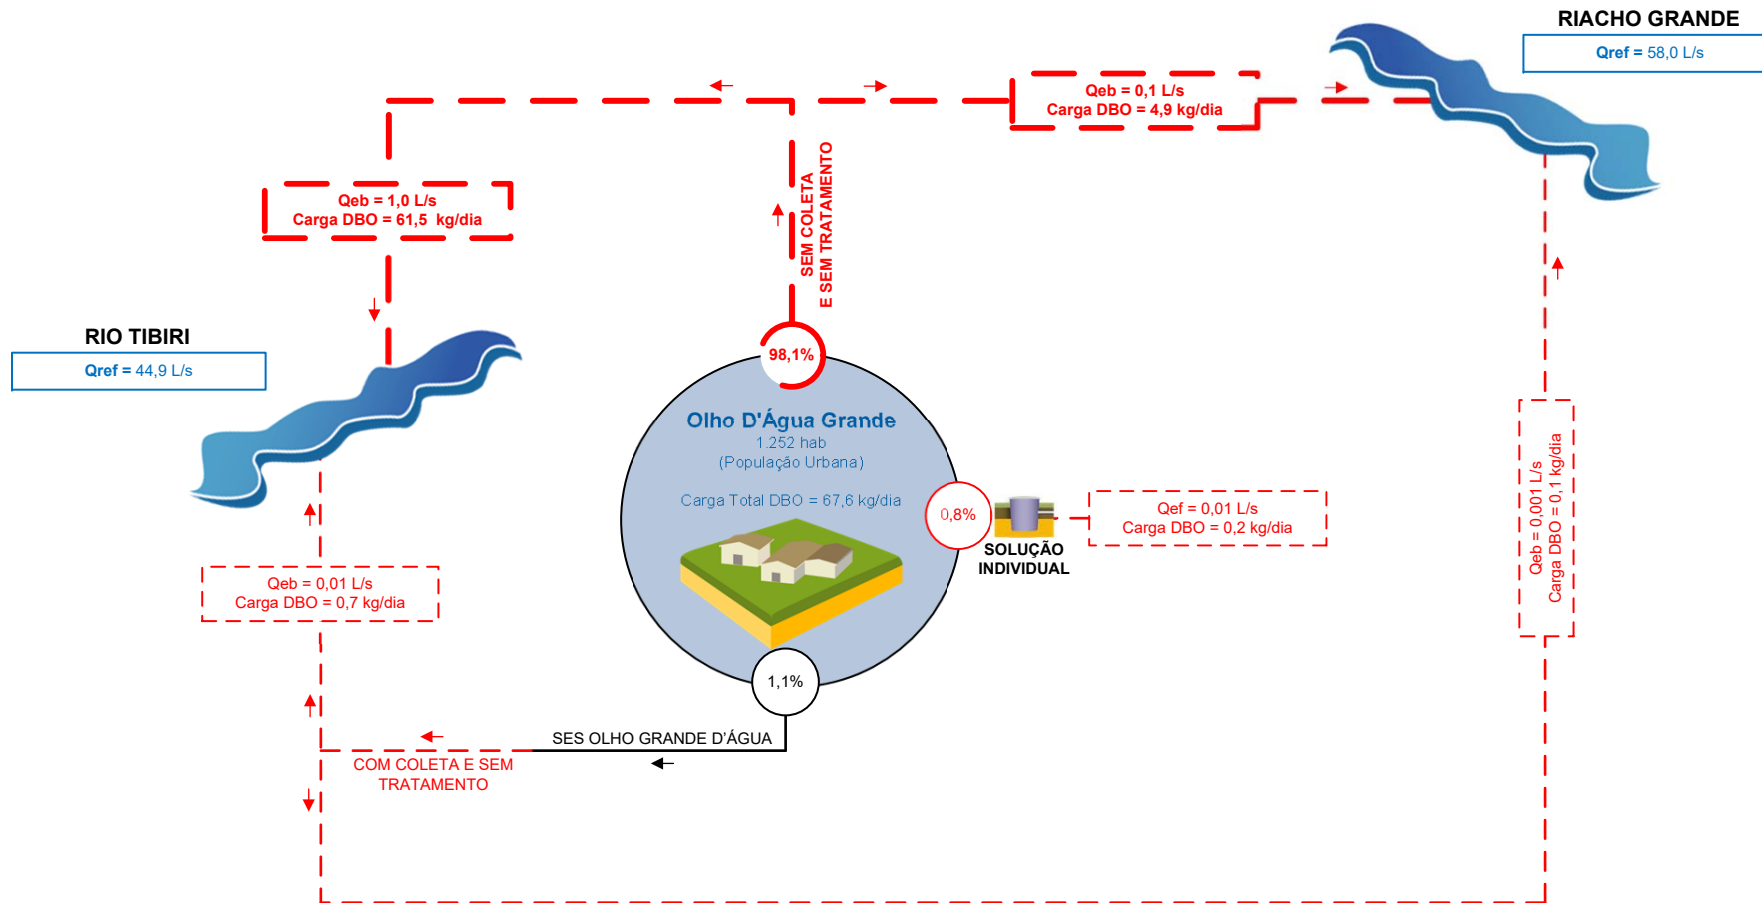 RIACHO GRANDE
Qref = 58,0 L/s
Qeb = 0,1 L/s
Carga DBO = 4,9 kg/dia
SEM COLETA
E SEM TRATAMENTO
Qeb = 1,0 L/s
Carga DBO = 61,5 kg/dia
RIO TIBIRI
Qref = 44,9 L/s
98,1%
Olho D'Água Grande
1.252 hab
(População Urbana)
Carga Total DBO = 67,6 kg/dia
0,8%
SOLUÇÃO
INDIVIDUAL
Qef = 0,01 L/s
Carga DBO = 0,2 kg/dia
Qeb = 0,001 L/s
Carga DBO = 0,1 kg/dia
Qeb = 0,01 L/s
Carga DBO = 0,7 kg/dia
1,1%
SES OLHO GRANDE D'ÁGUA
COM COLETA E SEM
TRATAMENTO